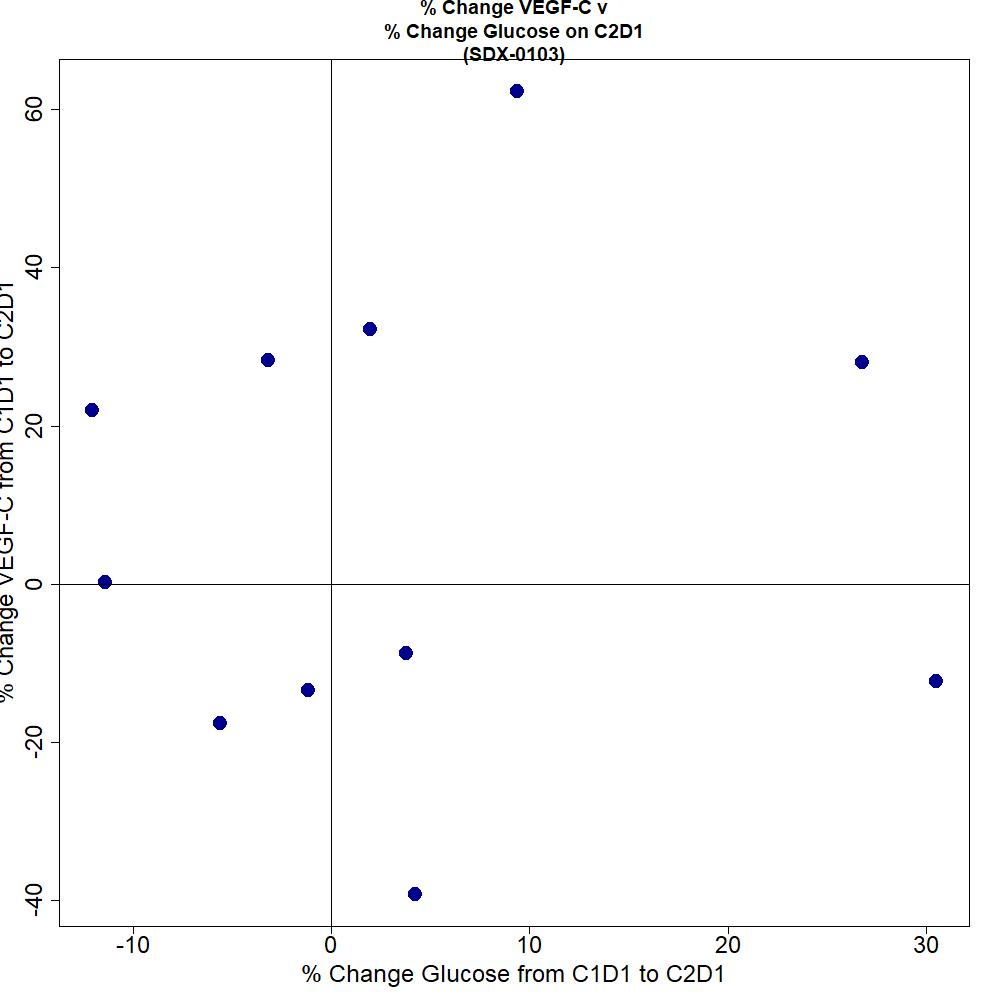 % Change VEGF-C v
% Change Glucose on C2D1
(SDX-0103)
60
40
20
0
-20
-40
% Change VEGF-C from C1D1 to C2D1
-10
0
10
20
30
% Change Glucose from C1D1 to C2D1